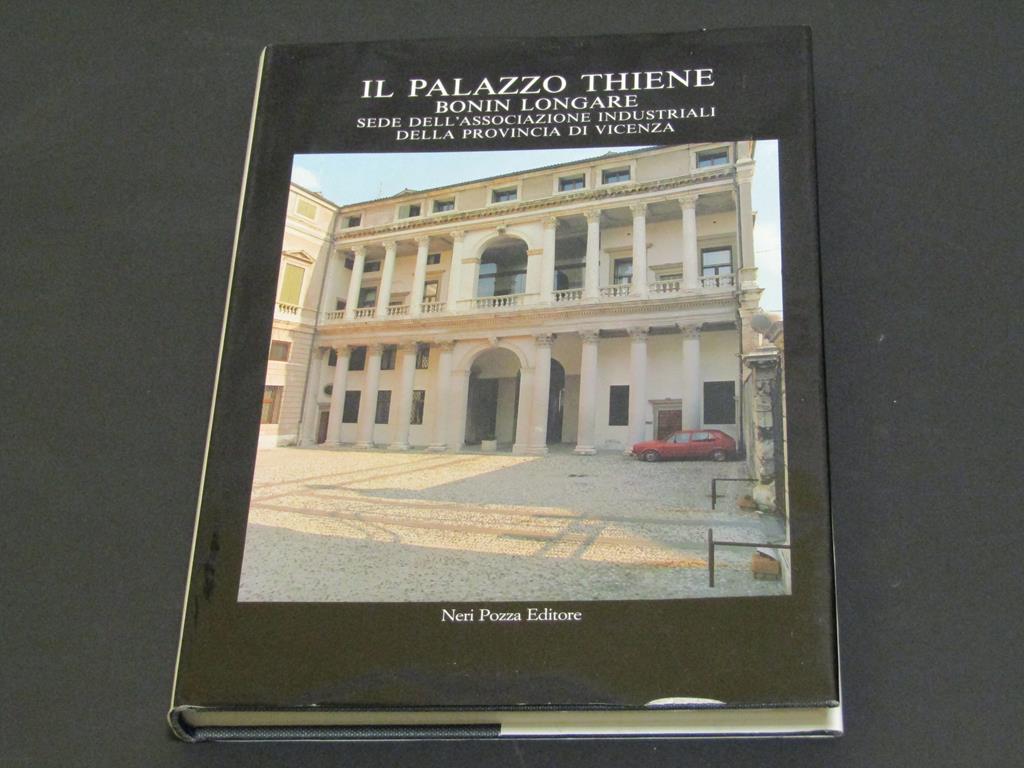 IL PALAZZO THIENE
BONIN LONGARE
SEDE DELL'ASSOCIAZIONE INDUSTRIALI
DELLA PROVINCIA DI VICENZA
Neri Pozza Editore